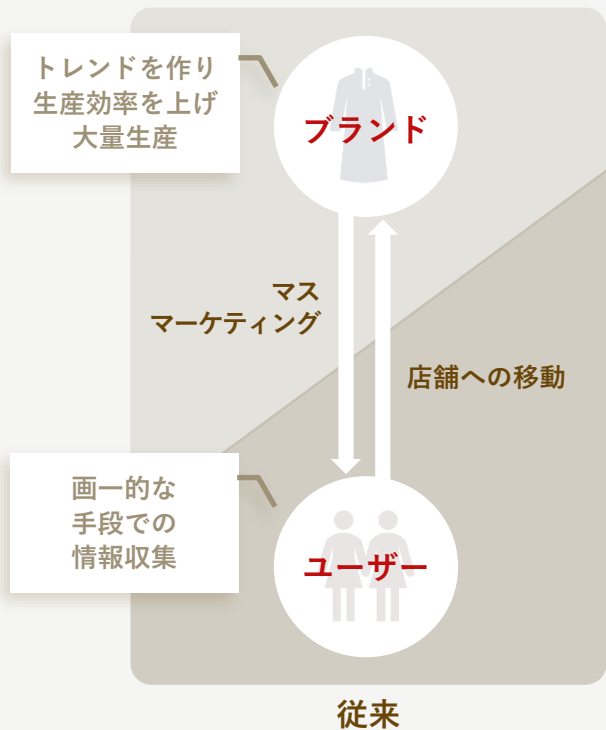 トレンドを作り
生産効率を上げ
大量生産
ブランド
マス
マーケティング
店舗への移動
画一的な
手段での
情報収集
ユーザー
従来